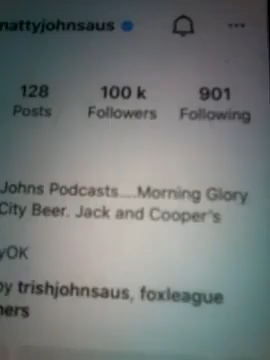 mattyjohnsaus
128 100 k 901
Posts Followers Following
Johns Podcasts....Morning Glory
City Beer. Jack and Cooper's
yOK
by trishjohnsaus, foxleague
ners